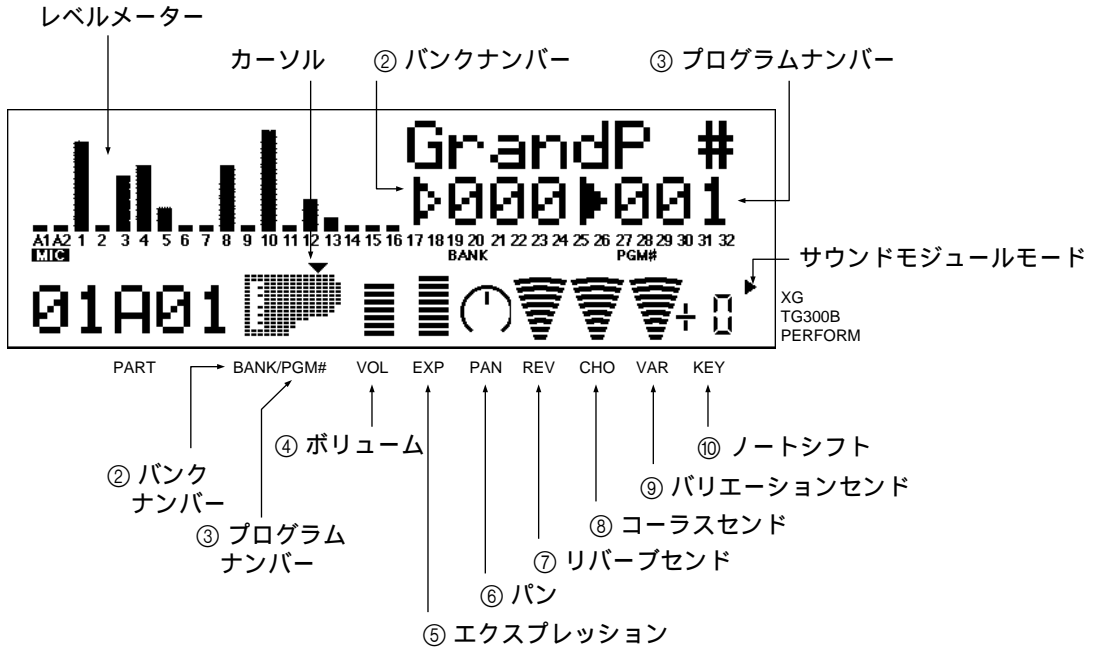 レベルメーター
カーソル
② バンクナンバー
③ プログラムナンバー
GrandP #
000 001
A1 A2 1 2 3 4 5 6 7 8 9 10 11 12 13 14 15 16 17 18 19 20 21 22 23 24 25 26 27 28 29 30 31 32
MIC
BANK
PGM#
サウンドモジュールモード
01A01
+ 0
XG
TG300B
PERFORM
PART
BANK/PGM#
VOL
EXP
PAN
REV
CHO
VAR
KEY
④ ボリューム
⑩ ノートシフト
② バンク
ナンバー
⑨ バリエーションセンド
⑧ コーラスセンド
③ プログラム
ナンバー
⑦ リバーブセンド
⑥ パン
⑤ エクスプレッション